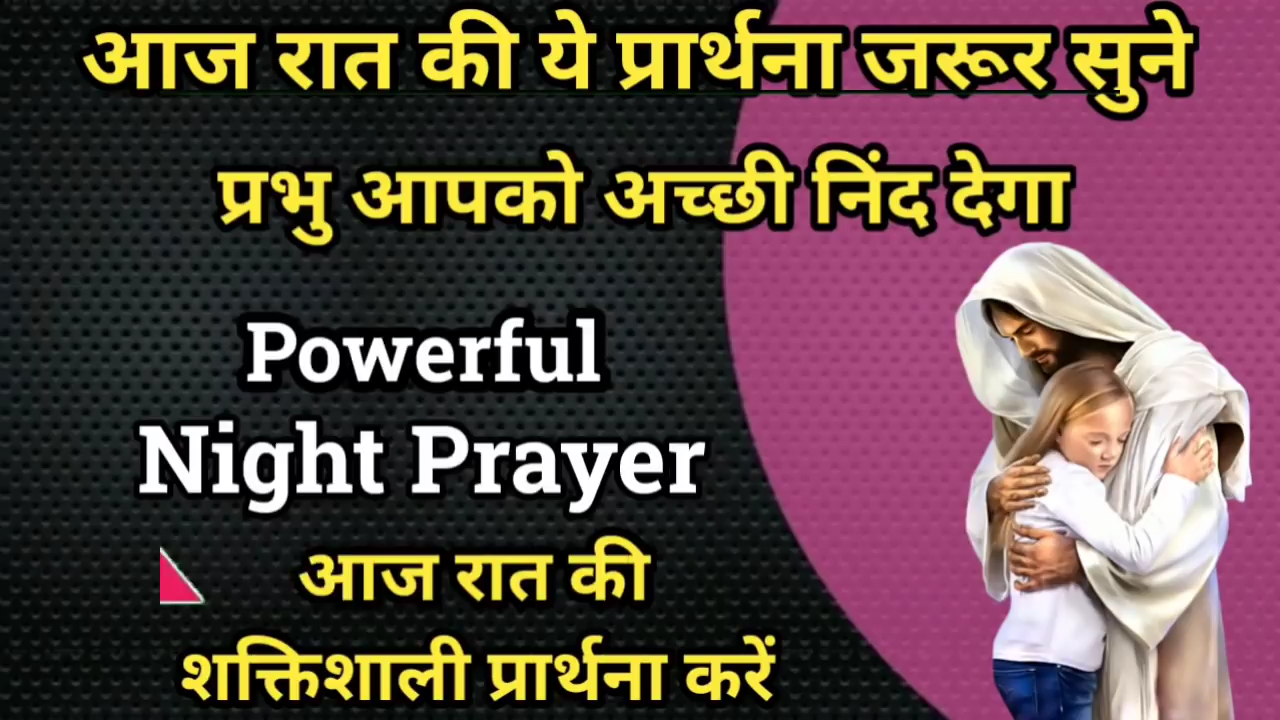 आज रात की ये प्रार्थना जरूर सुने
प्रभु आपको अच्छी निंद देगा
Powerful
Night Prayer
आज रात की
शक्तिशाली प्रार्थना करें